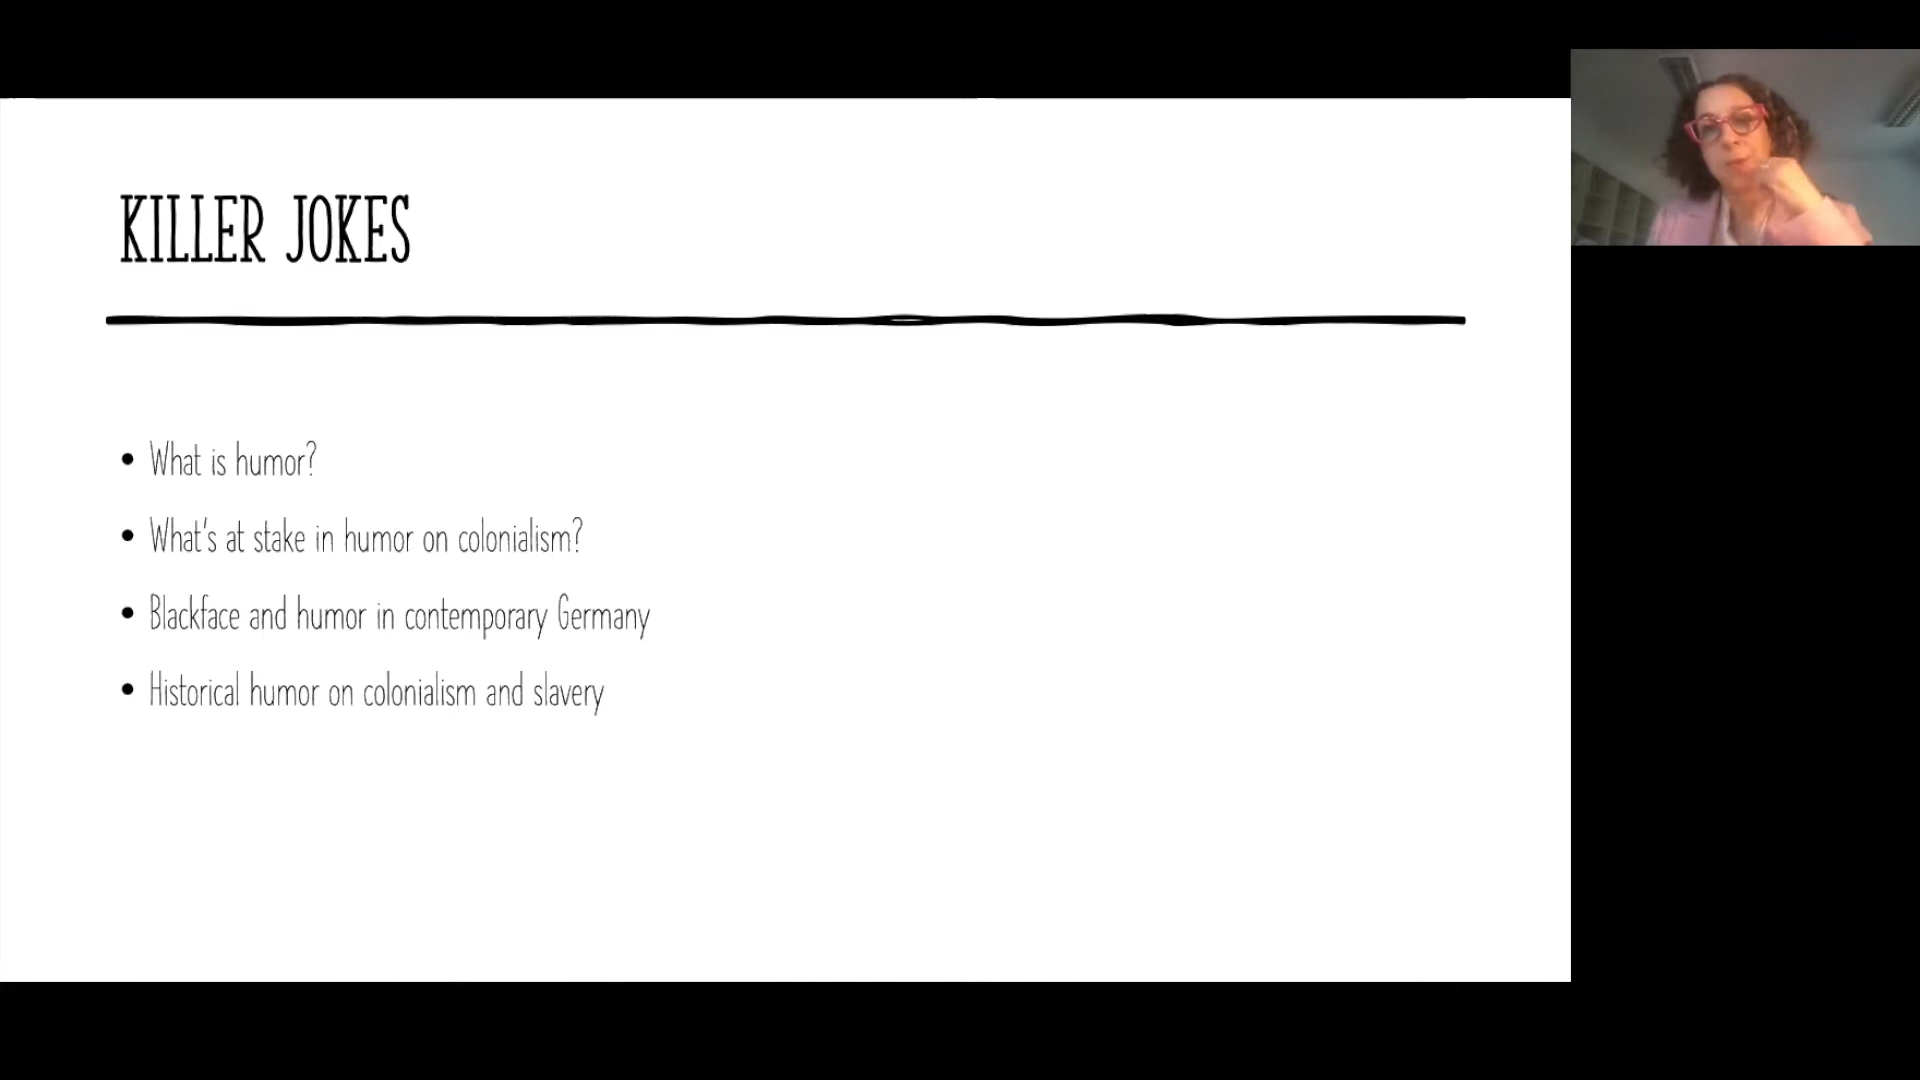 KILLER JOKES
• What is humor?
• What's at stake in humor on colonialism?
• Blackface and humor in contemporary Germany
• Historical humor on colonialism and slavery